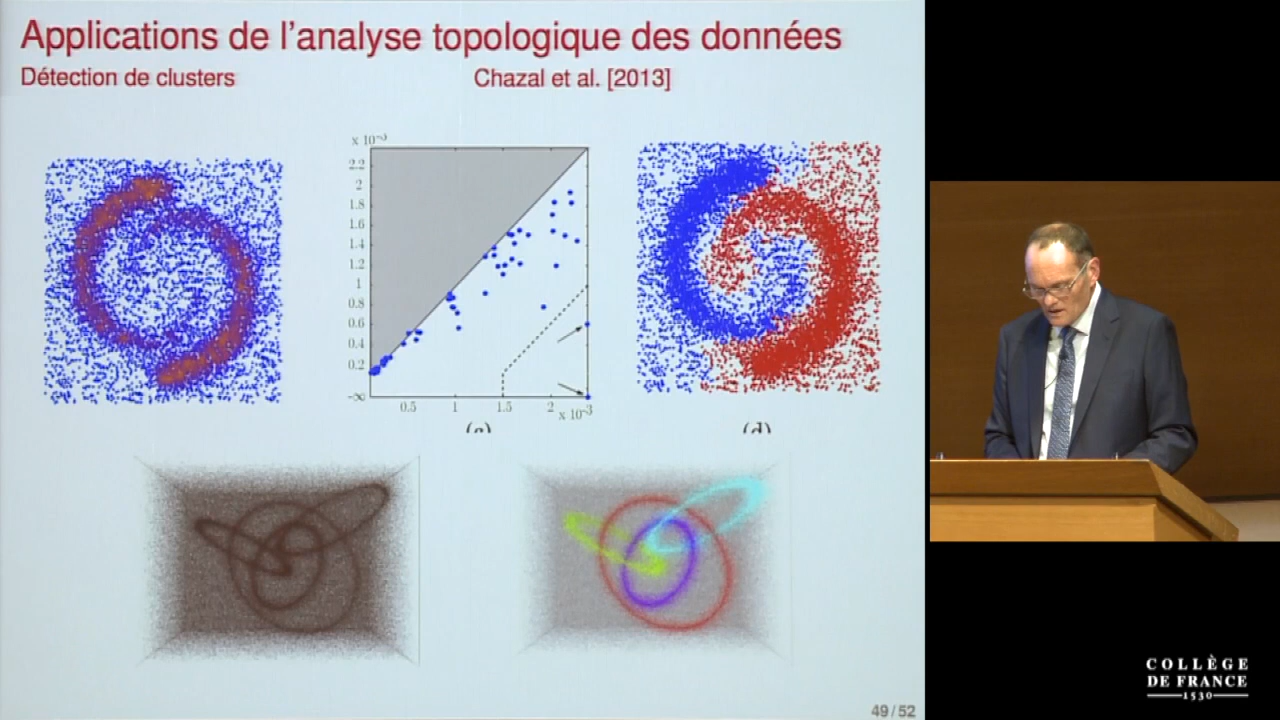 Applications de l'analyse topologique des données
Détection de clusters
Chazal et al. [2013]
2.2
2
1.8
1.6
1.4
1.2
1
0.8
0.6
0.4
0.2
-∞
0.5 1 1.5 2 x 10⁻³
(d)
49 / 52
COLLÈGE
DE FRANCE
1530